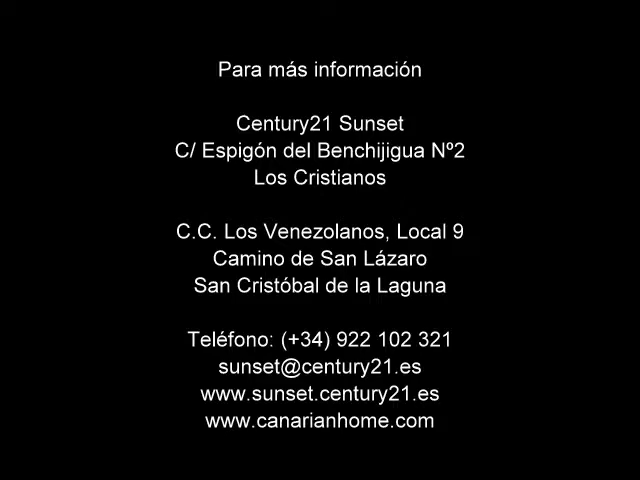 Para más información
Century21 Sunset
C/ Espigón del Benchijigua Nº2
Los Cristianos
C.C. Los Venezolanos, Local 9
Camino de San Lázaro
San Cristóbal de la Laguna
Teléfono: (+34) 922 102 321
sunset@century21.es
www.sunset.century21.es
www.canarianhome.com